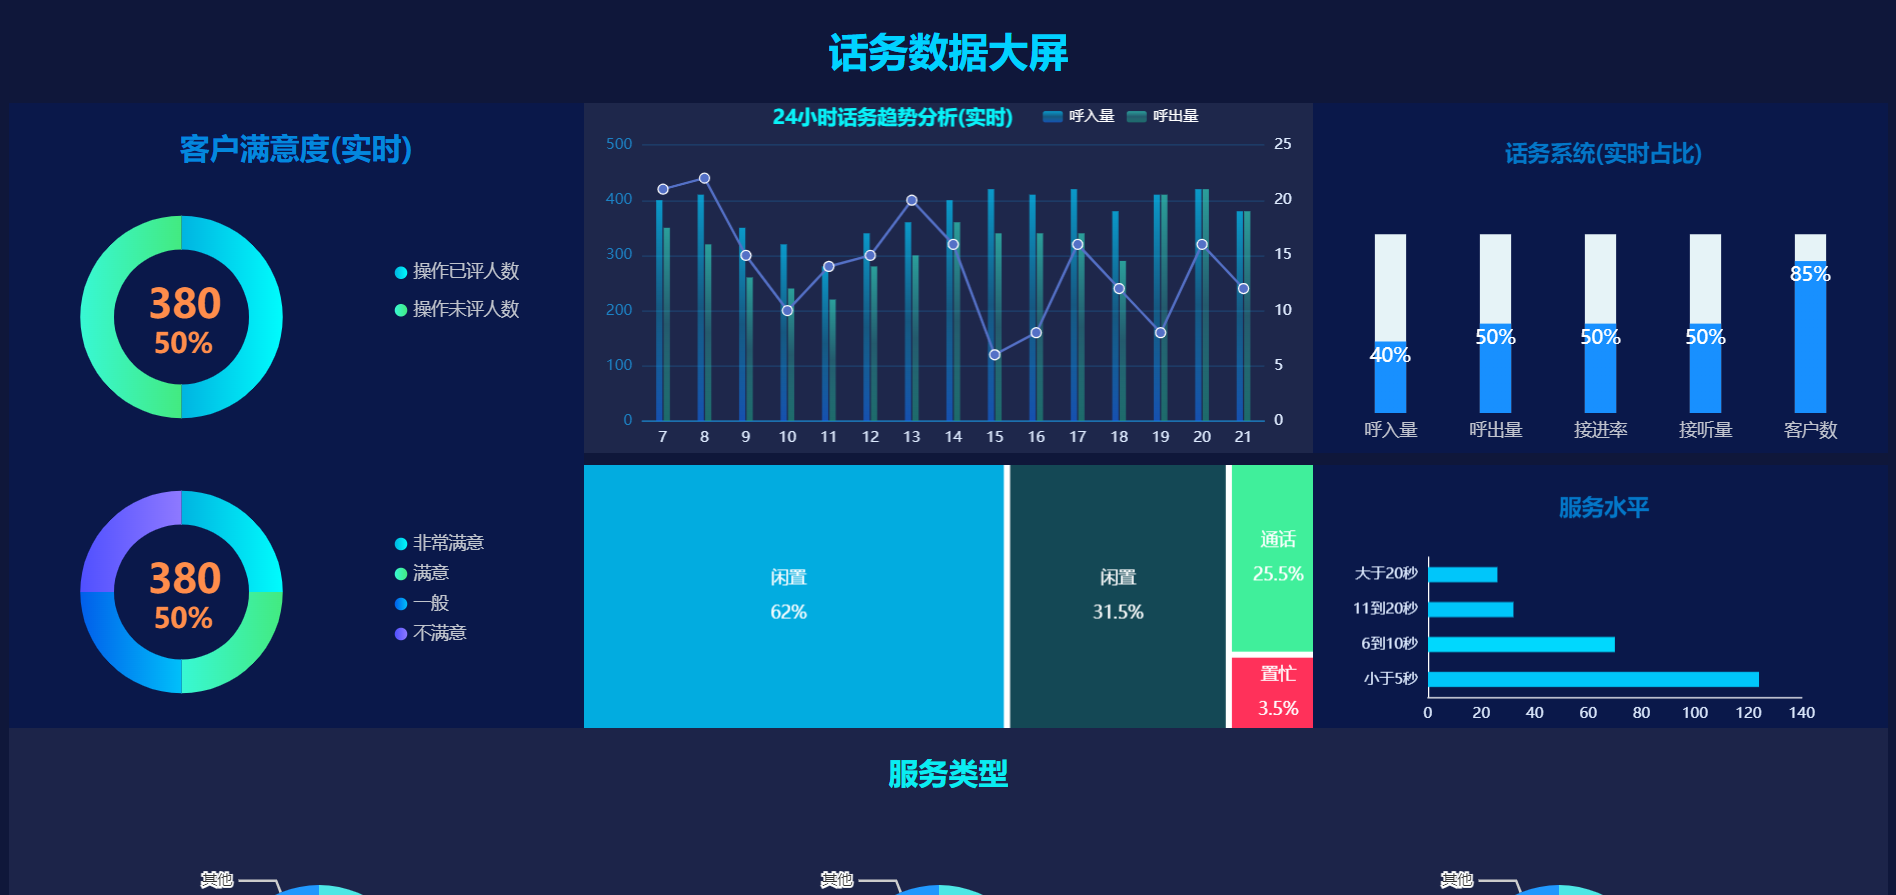 话务数据大屏
客户满意度(实时)
380
50%
操作已评人数
操作未评人数
380
50%
非常满意
满意
一般
不满意
24小时话务趋势分析(实时)
呼入量
呼出量
500
400
300
200
100
0
25
20
15
10
5
0
7 8 9 10 11 12 13 14 15 16 17 18 19 20 21
闲置
62%
闲置
31.5%
通话
25.5%
置忙
3.5%
话务系统(实时占比)
40% 50% 50% 50% 85%
呼入量 呼出量 接进率 接听量 客户数
服务水平
大于20秒
11到20秒
6到10秒
小于5秒
0 20 40 60 80 100 120 140
服务类型
其他 其他 其他